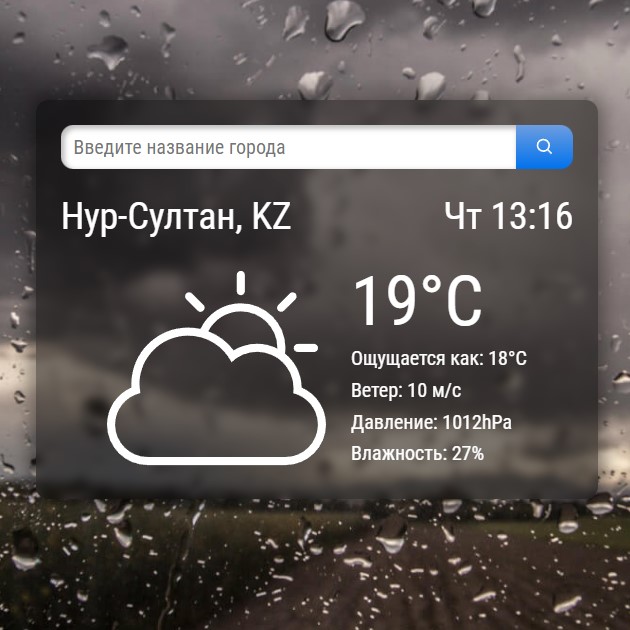 Введите название города
Нур-Султан, KZ
Чт 13:16
19°C
Ощущается как: 18°C
Ветер: 10 м/с
Давление: 1012hPa
Влажность: 27%